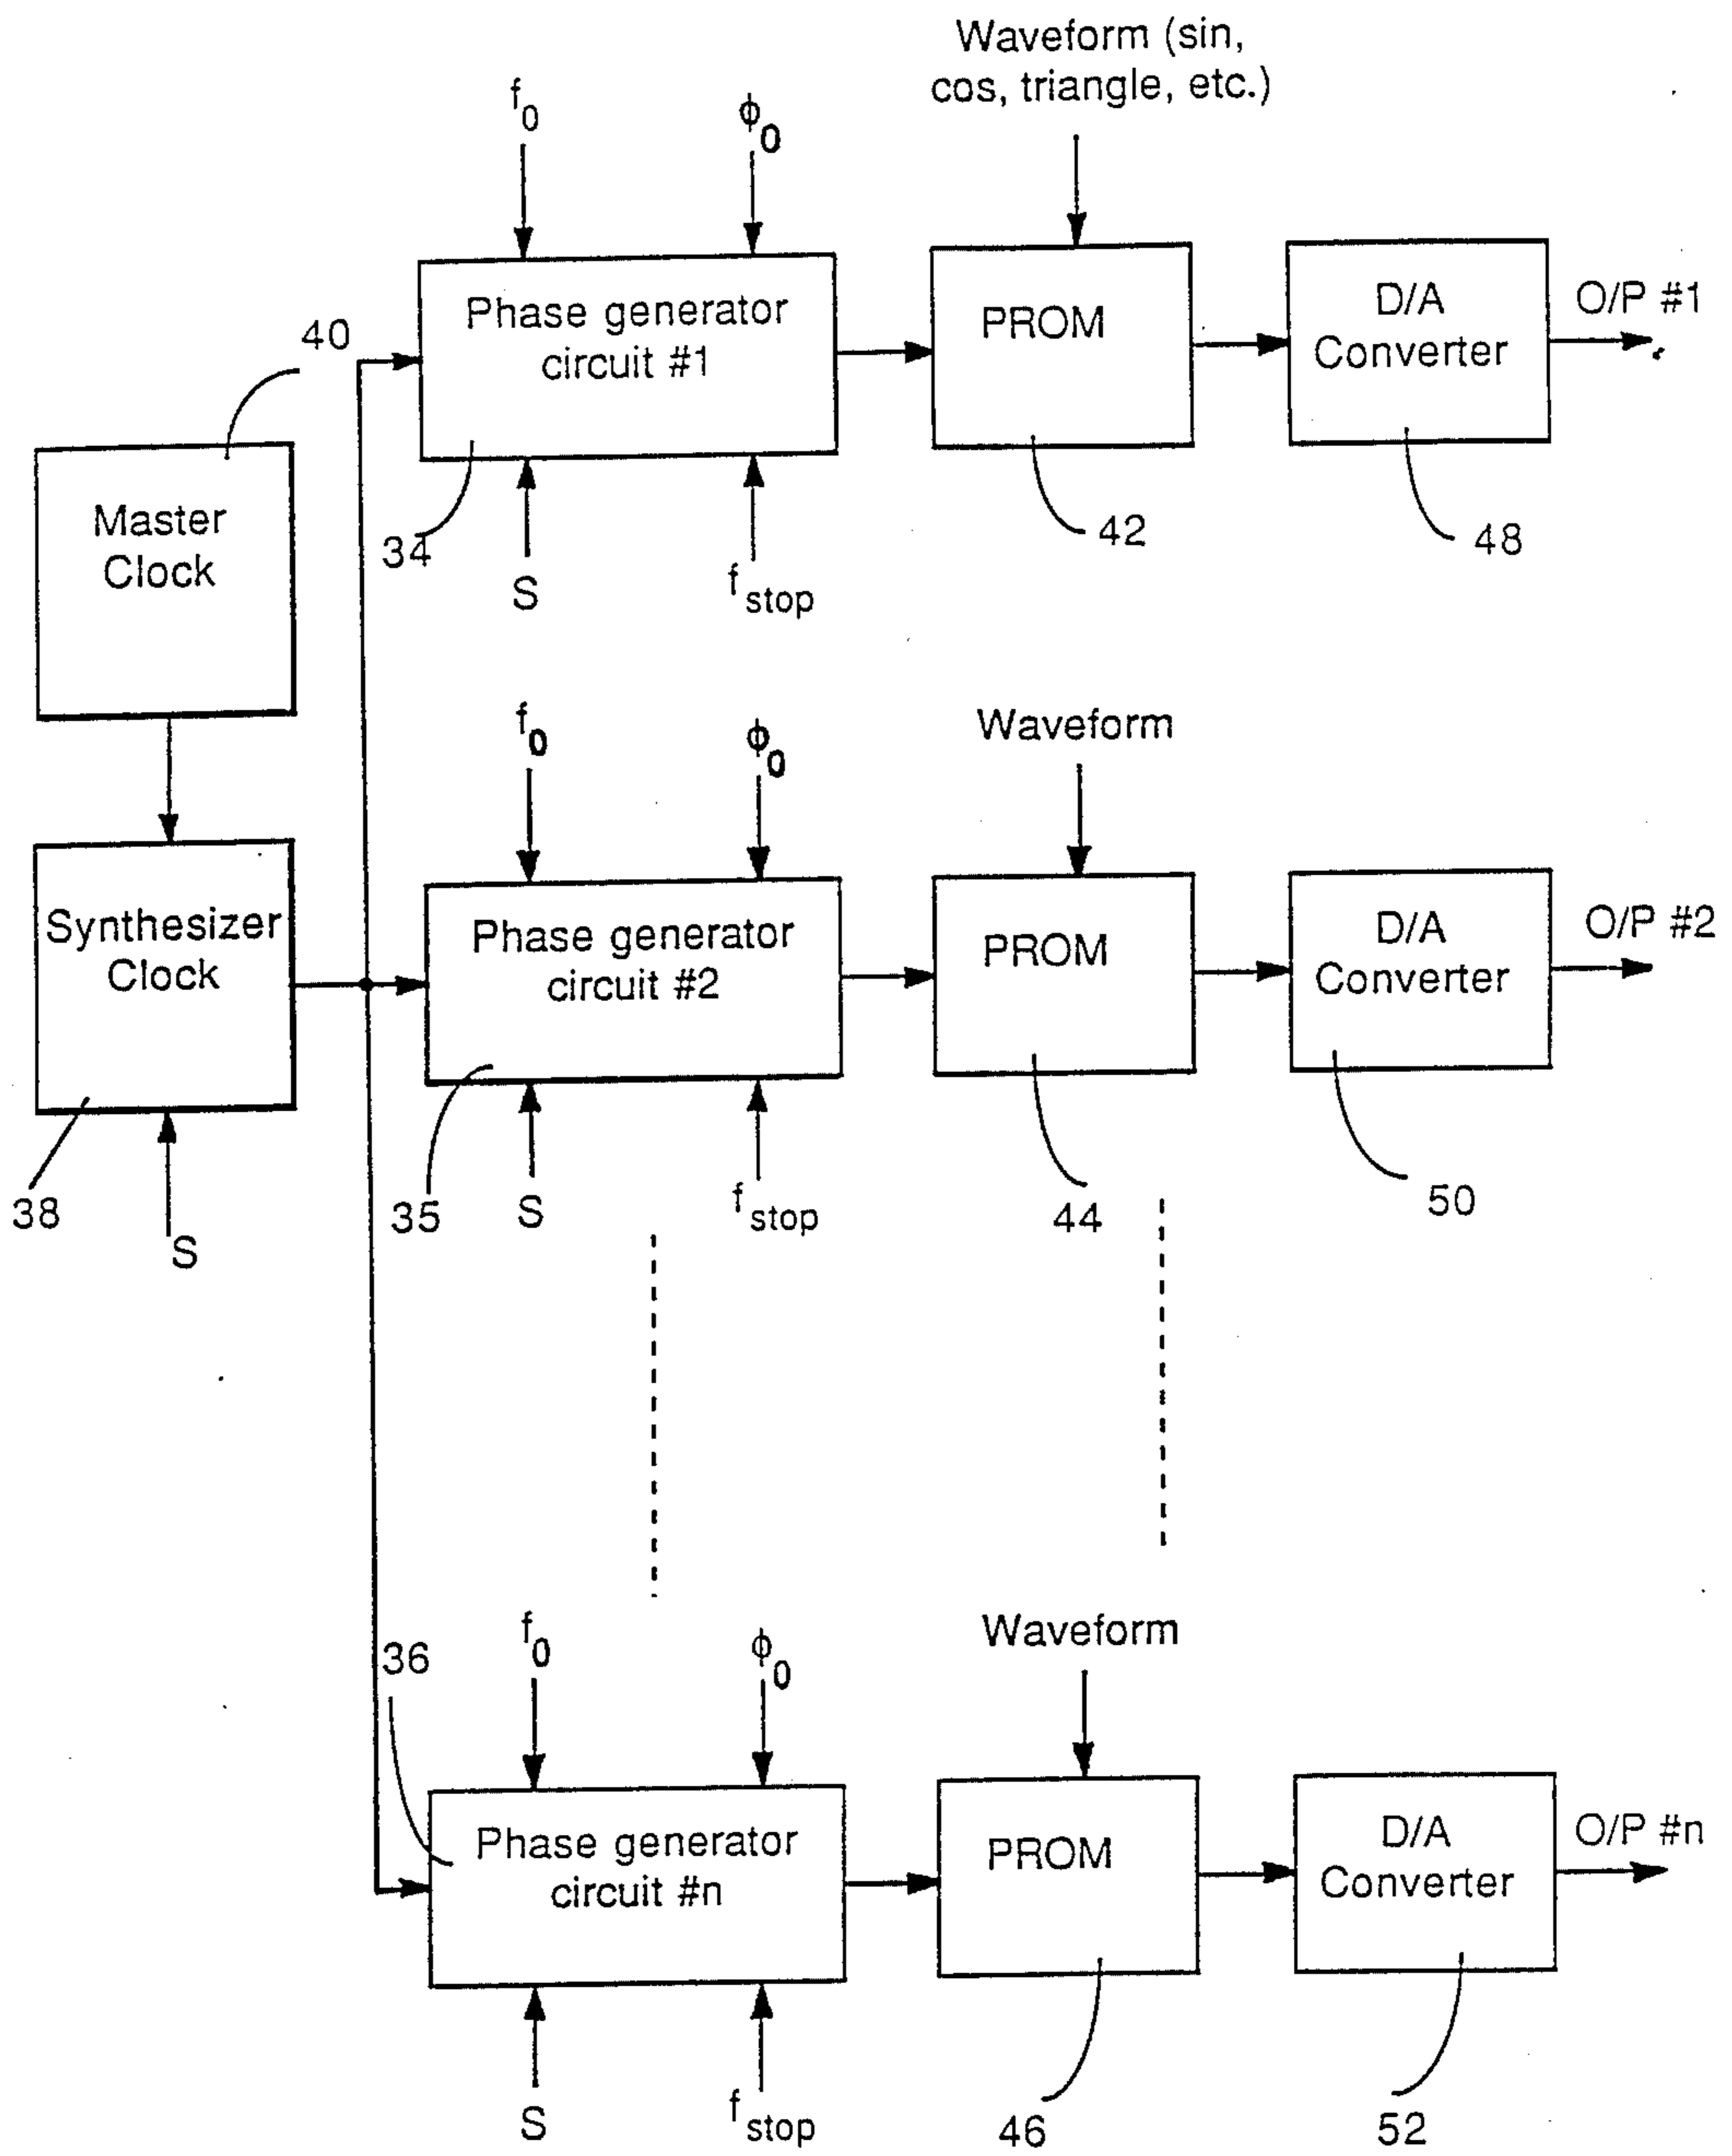 Waveform (sin,
cos, triangle, etc.)
f0
ϕ0
Phase generator
circuit #1
PROM
D/A
Converter
O/P #1
40
34
S
fstop
42
48
Master
Clock
f0
ϕ0
Waveform
Synthesizer
Clock
Phase generator
circuit #2
PROM
D/A
Converter
O/P #2
38
S
35
S
fstop
44
50
36
f0
ϕ0
Waveform
Phase generator
circuit #n
PROM
D/A
Converter
O/P #n
S
fstop
46
52